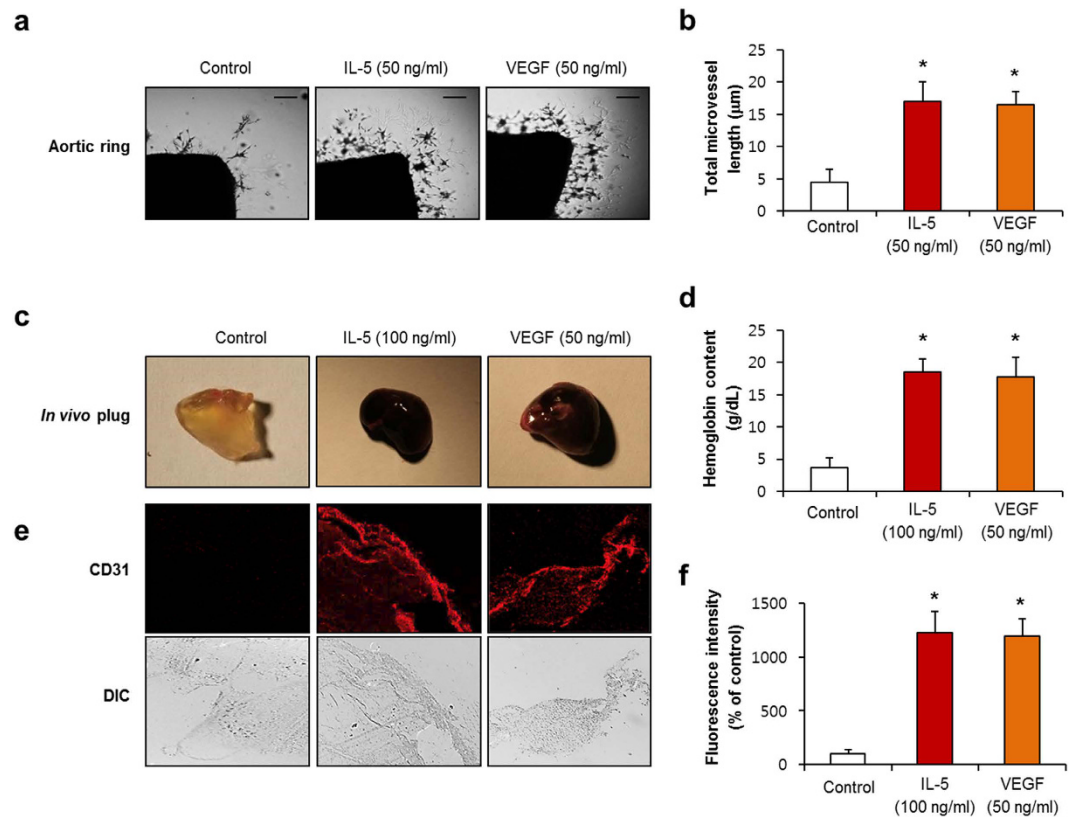 a
Control
IL-5 (50 ng/ml)
VEGF (50 ng/ml)
Aortic ring
b
Total microvessel
length (μm)
25
20
15
10
5
0
*
*
Control
IL-5
(50 ng/ml)
VEGF
(50 ng/ml)
c
Control
IL-5 (100 ng/ml)
VEGF (50 ng/ml)
In vivo plug
d
Hemoglobin content
(g/dL)
25
20
15
10
5
0
*
*
Control
IL-5
(100 ng/ml)
VEGF
(50 ng/ml)
e
CD31
DIC
f
Fluorescence intensity
(% of control)
1500
1000
500
0
*
*
Control
IL-5
(100 ng/ml)
VEGF
(50 ng/ml)